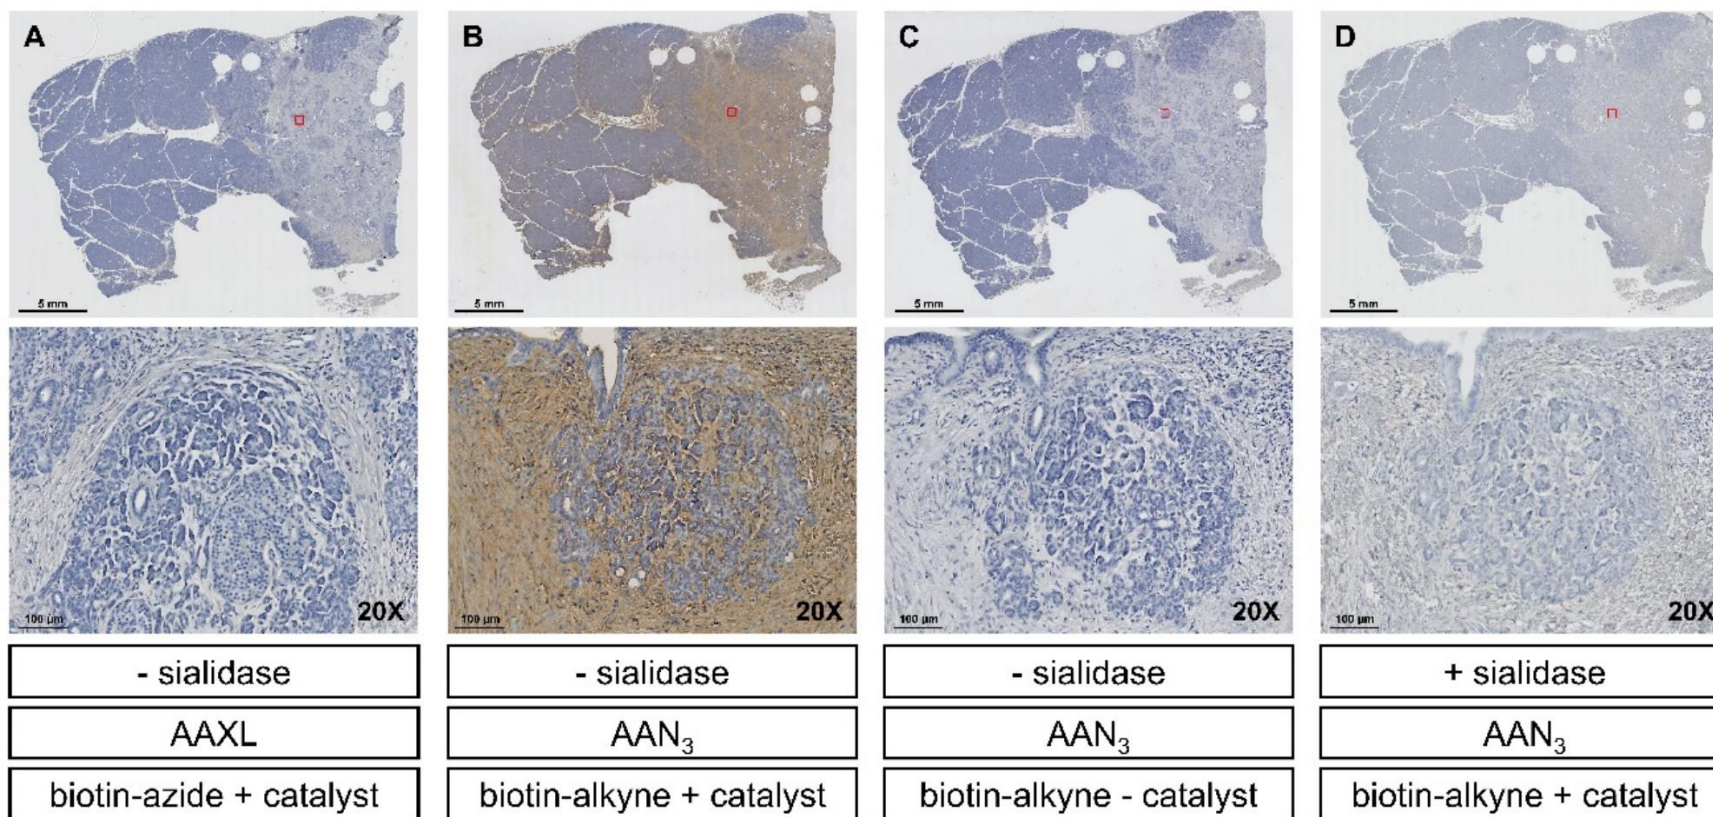 A
B
C
D
5 mm
5 mm
5 mm
5 mm
20X
20X
20X
20X
100 µm
100 µm
100 µm
100 µm
- sialidase
- sialidase
- sialidase
+ sialidase
AAXL
AAN₃
AAN₃
AAN₃
biotin-azide + catalyst
biotin-alkyne + catalyst
biotin-alkyne - catalyst
biotin-alkyne + catalyst